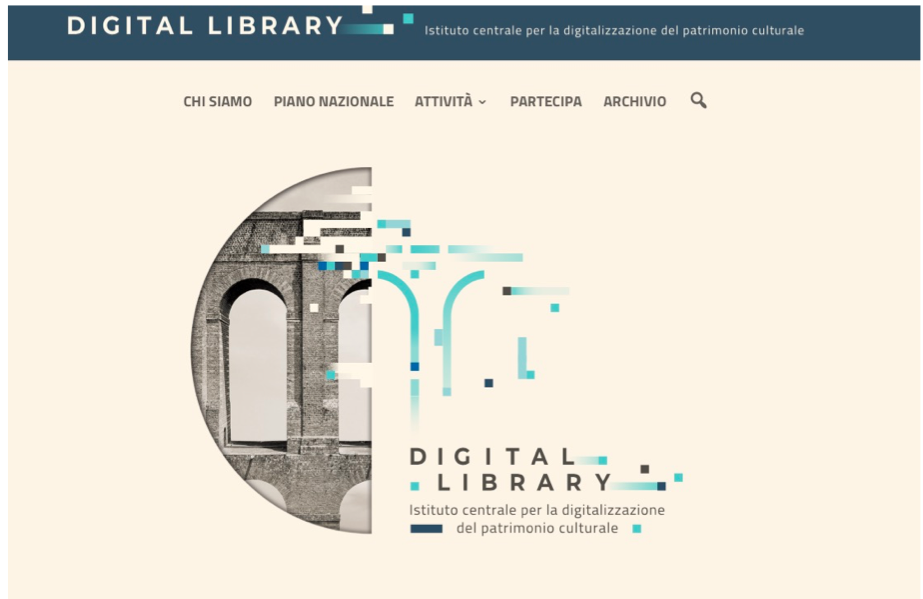 DIGITAL LIBRARY
Istituto centrale per la digitalizzazione del patrimonio culturale
CHI SIAMO PIANO NAZIONALE ATTIVITÀ PARTECIPA ARCHIVIO
DIGITAL
LIBRARY
Istituto centrale per la digitalizzazione
del patrimonio culturale